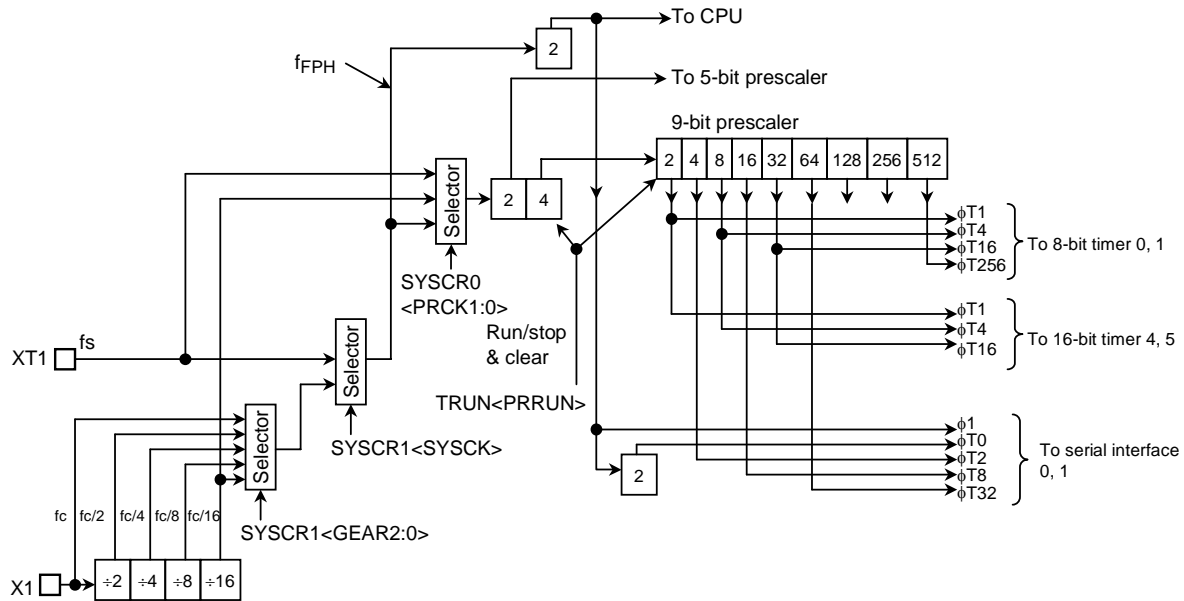 To CPU
2
fFPH
To 5-bit prescaler
9-bit prescaler
2 4 8 16 32 64 128 256 512
Selector
2 4
ϕT1
ϕT4
ϕT16
ϕT256
To 8-bit timer 0, 1
SYSCR0
<PRCK1:0>
Run/stop
& clear
ϕT1
ϕT4
ϕT16
To 16-bit timer 4, 5
XT1
fs
Selector
TRUN<PRRUN>
SYSCR1<SYSCK>
ϕ1
ϕT0
ϕT2
ϕT8
ϕT32
To serial interface
0, 1
2
Selector
fc fc/2 fc/4 fc/8 fc/16
SYSCR1<GEAR2:0>
X1
÷2 ÷4 ÷8 ÷16